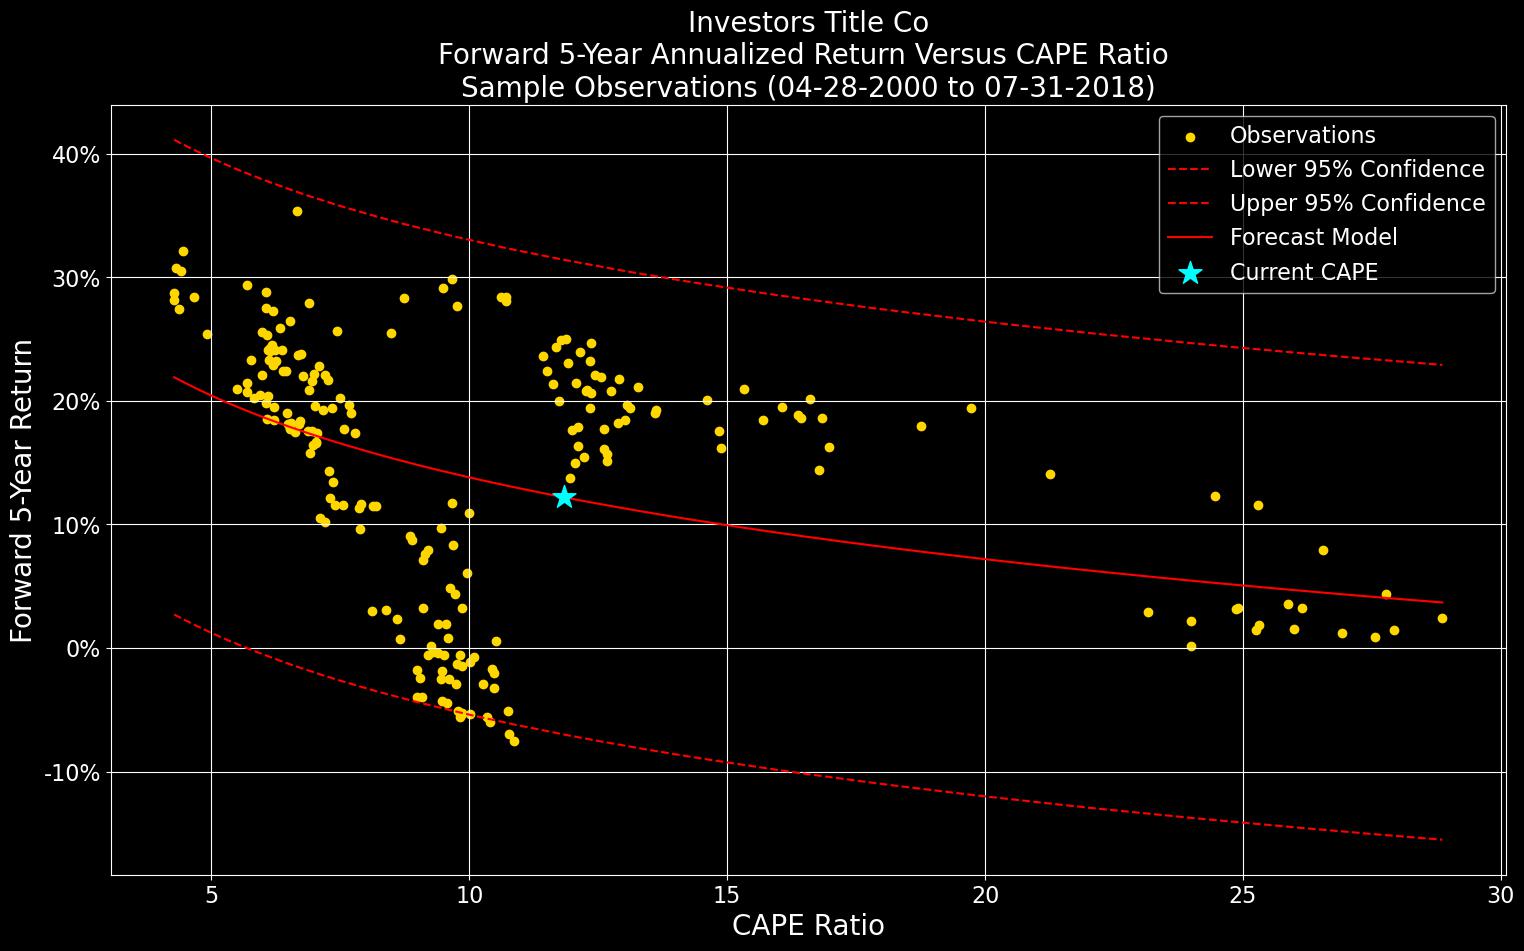 Investors Title Co
Forward 5-Year Annualized Return Versus CAPE Ratio
Sample Observations (04-28-2000 to 07-31-2018)
Observations
Lower 95% Confidence
Upper 95% Confidence
Forecast Model
Current CAPE
Forward 5-Year Return
40%
30%
20%
10%
0%
-10%
5 10 15 20 25 30
CAPE Ratio